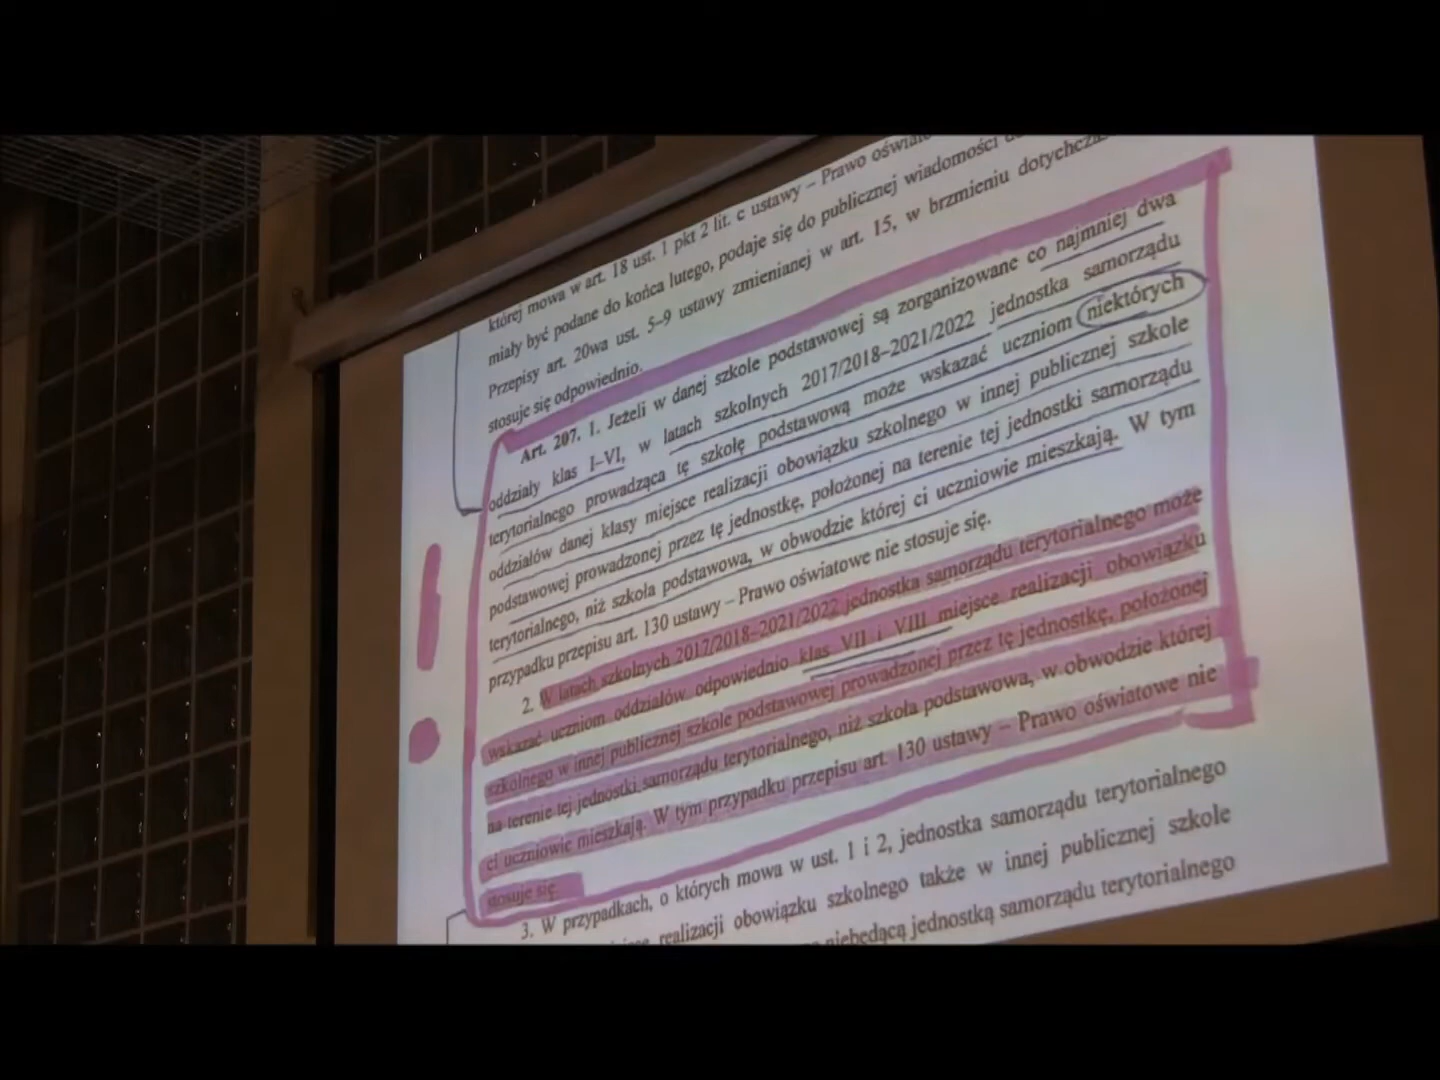 której mowa w art. 18 ust. 1 pkt 2 lit. c ustawy – Prawo
miały być podane do końca lutego, podaje się do publicznej wiadomości
Przepisy art. 20wa ust. 5–9 ustawy zmienianej w art. 15, w brzmieniu
stosuje się odpowiednio.
Art. 207. 1. Jeżeli w danej szkole podstawowej są zorganizowane co najmniej dwa
oddziały klas I–VI, w latach szkolnych 2017/2018–2021/2022 jednostka samorządu
terytorialnego prowadząca tę szkołę podstawową może wskazać uczniom niektórych
oddziałów danej klasy miejsce realizacji obowiązku szkolnego w innej publicznej szkole
podstawowej prowadzonej przez tę jednostkę, położonej na terenie tej jednostki samorządu
terytorialnego, niż szkoła podstawowa, w obwodzie której ci uczniowie mieszkają. W tym
przypadku przepisu art. 130 ustawy – Prawo oświatowe nie stosuje się.
2. W latach szkolnych 2017/2018–2021/2022 jednostka samorządu terytorialnego może
wskazać uczniom oddziałów odpowiednio klas VII i VIII miejsce realizacji obowiązku
szkolnego w innej publicznej szkole podstawowej prowadzonej przez tę jednostkę, położonej
na terenie tej jednostki samorządu terytorialnego, niż szkoła podstawowa, w obwodzie której
ci uczniowie mieszkają. W tym przypadku przepisu art. 130 ustawy – Prawo oświatowe nie
stosuje się.
3. W przypadkach, o których mowa w ust. 1 i 2, jednostka samorządu terytorialnego
realizacji obowiązku szkolnego także w innej publicznej szkole
niebędącą jednostką samorządu terytorialnego